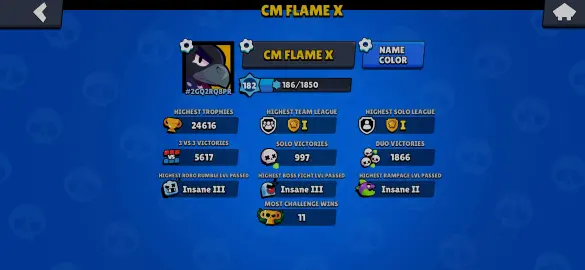 CM FLAME X
CM FLAME X
NAME
COLOR
#2GQ2RQ8PR
182
186/1850
HIGHEST TROPHIES
HIGHEST TEAM LEAGUE
HIGHEST SOLO LEAGUE
24616
I
I
3 VS 3 VICTORIES
SOLO VICTORIES
DUO VICTORIES
VS
5617
997
1866
HIGHEST ROBO RUMBLE LVL PASSED
HIGHEST BOSS FIGHT LVL PASSED
HIGHEST RAMPAGE LVL PASSED
Insane III
Insane III
Insane II
MOST CHALLENGE WINS
11